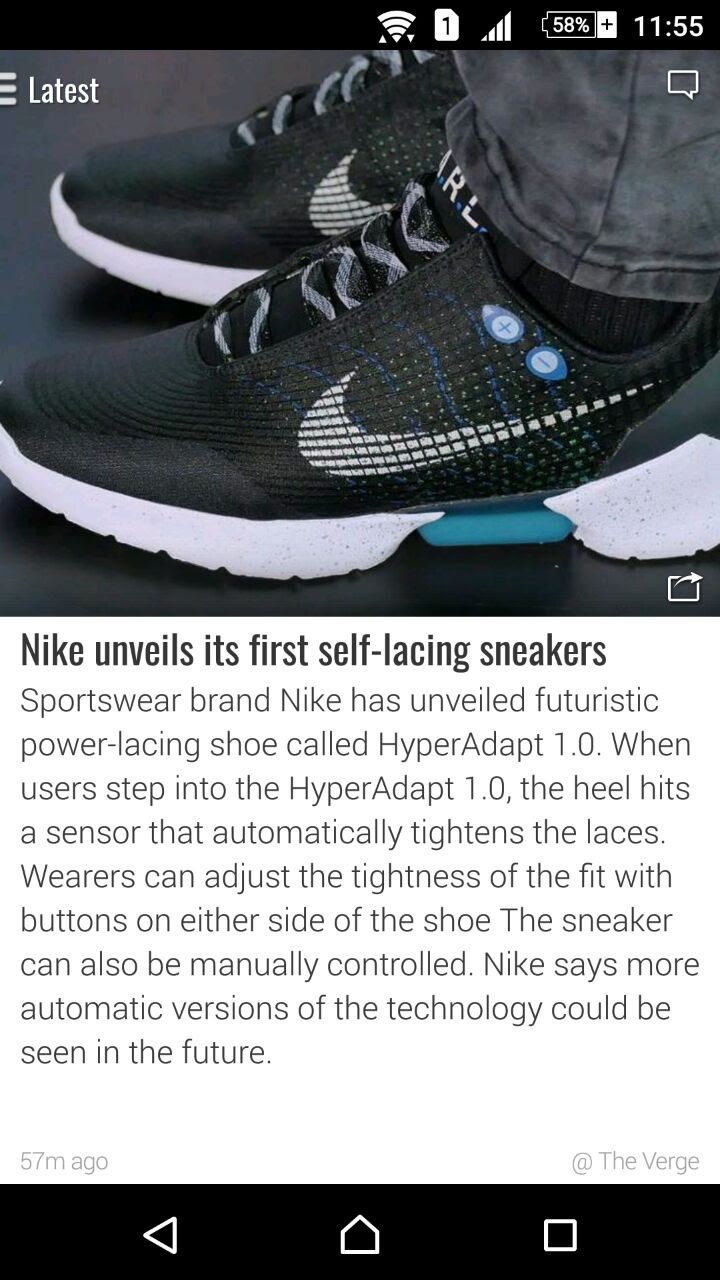 1 58% 11:55
Latest
Nike unveils its first self-lacing sneakers
Sportswear brand Nike has unveiled futuristic
power-lacing shoe called HyperAdapt 1.0. When
users step into the HyperAdapt 1.0, the heel hits
a sensor that automatically tightens the laces.
Wearers can adjust the tightness of the fit with
buttons on either side of the shoe The sneaker
can also be manually controlled. Nike says more
automatic versions of the technology could be
seen in the future.
57m ago @ The Verge